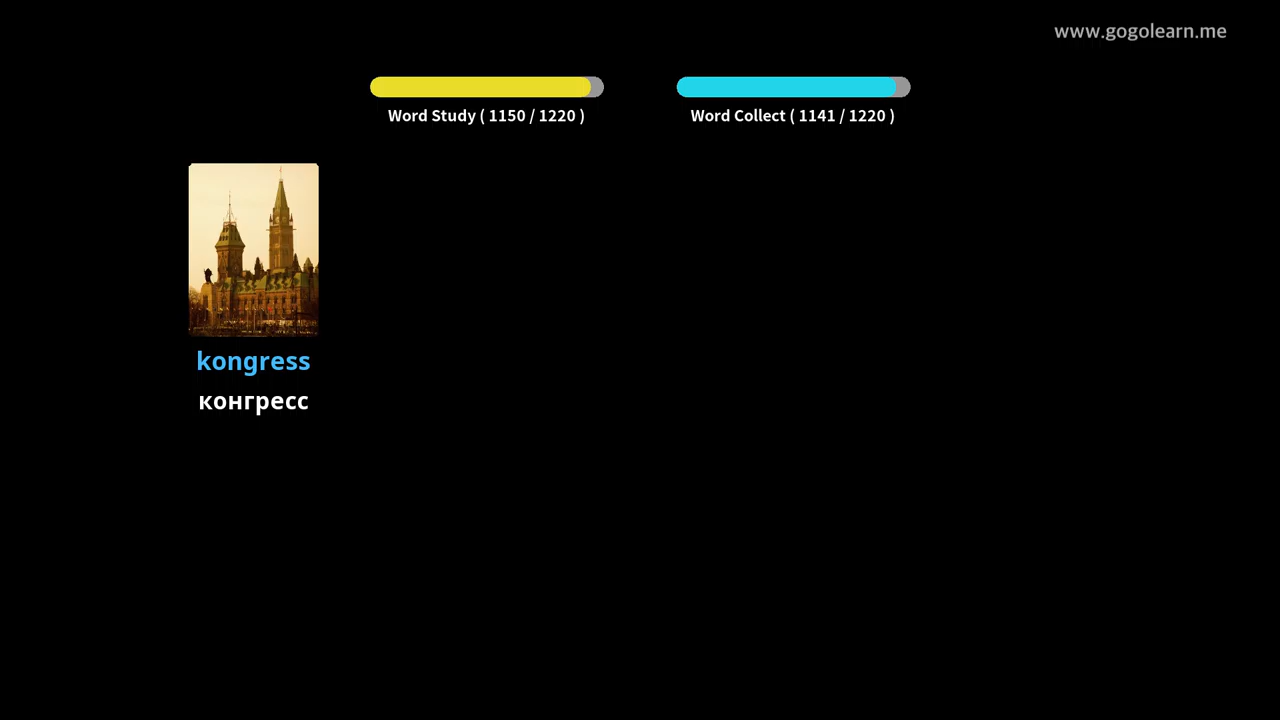 www.gogolearn.me
Word Study ( 1150 / 1220 )
Word Collect ( 1141 / 1220 )
kongress
конгресс